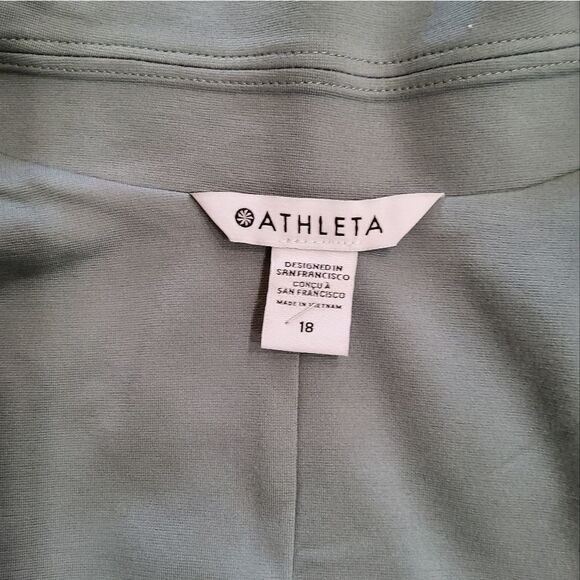 ATHLETA
DESIGNED IN
SAN FRANCISCO
CONÇU À
SAN FRANCISCO
MADE IN VIETNAM
18